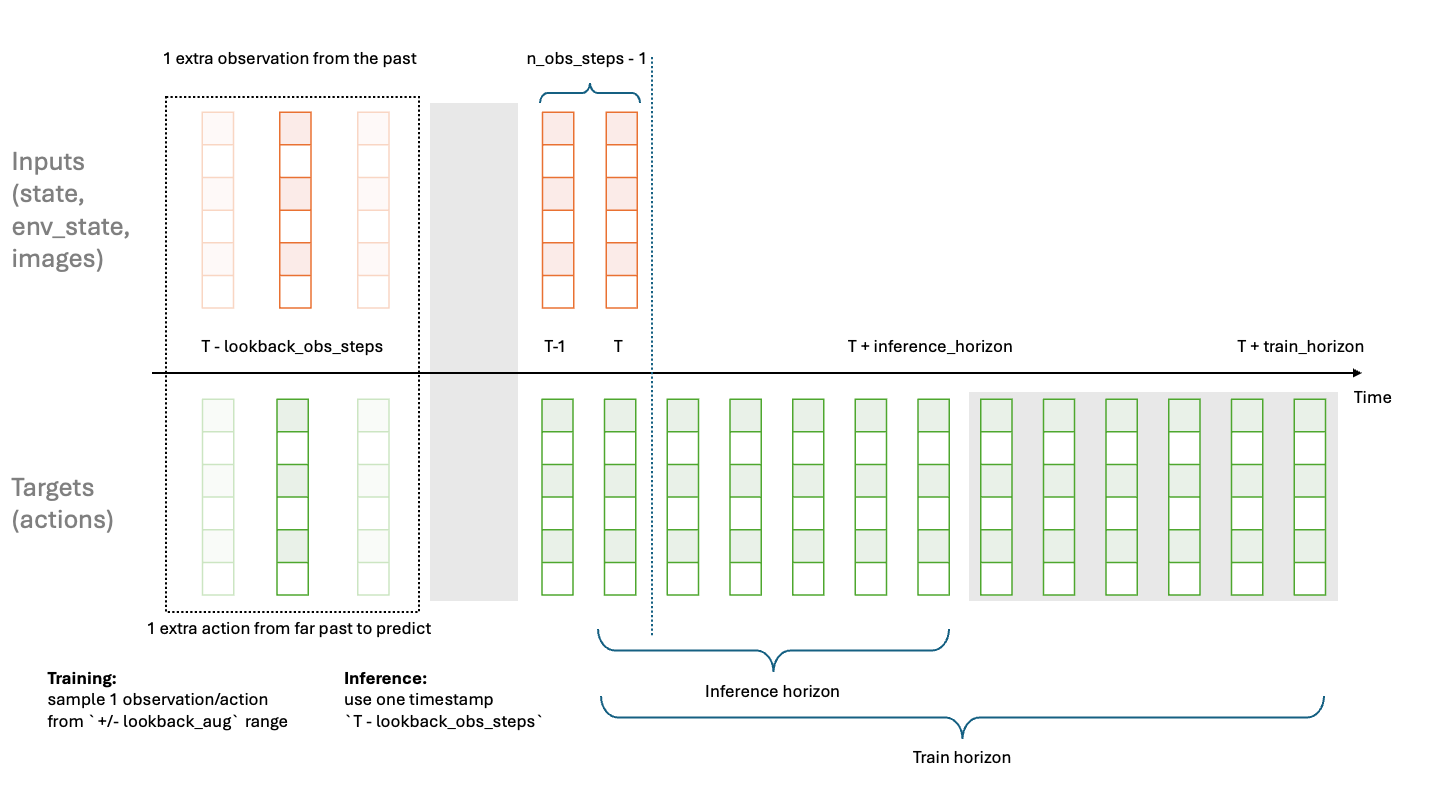 1 extra observation from the past
n_obs_steps - 1
Inputs
(state,
env_state,
images)
T - lookback_obs_steps
T-1
T
T + inference_horizon
T + train_horizon
Time
Targets
(actions)
1 extra action from far past to predict
Training:
sample 1 observation/action
from `+/- lookback_aug` range
Inference:
use one timestamp
`T - lookback_obs_steps`
Inference horizon
Train horizon